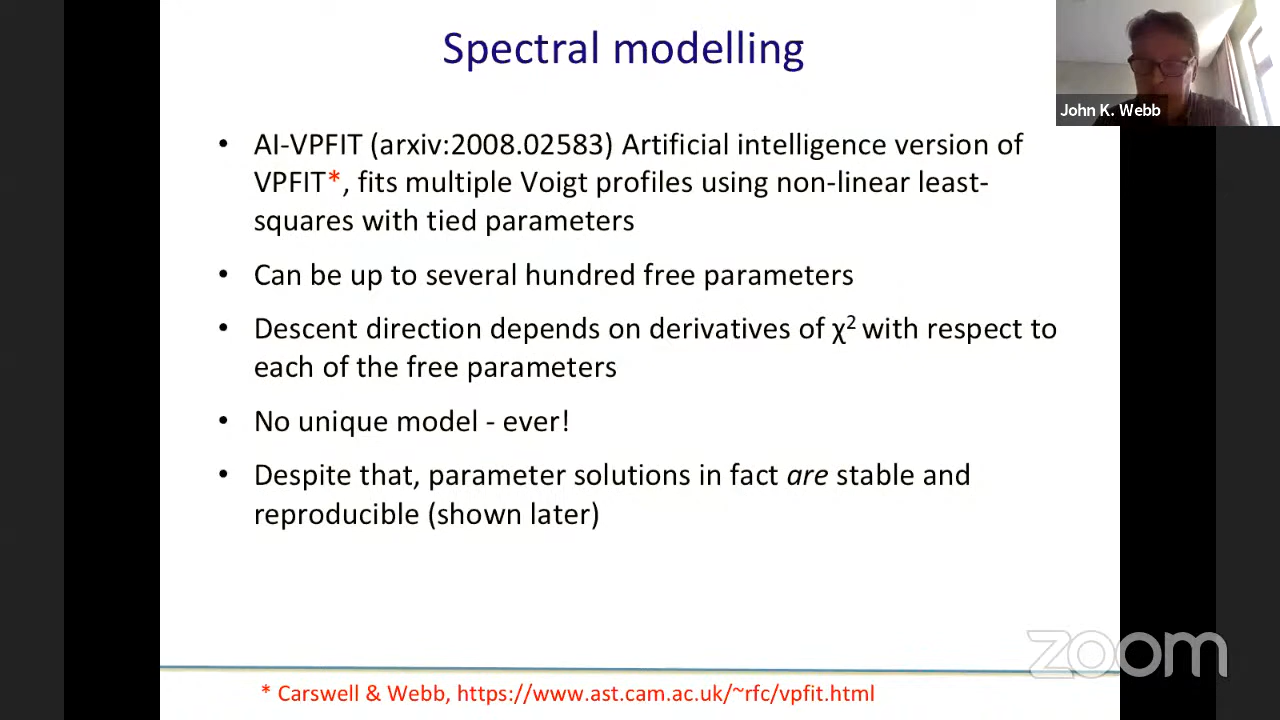 Spectral modelling
John K. Webb
• AI-VPFIT (arxiv:2008.02583) Artificial intelligence version of
VPFIT*, fits multiple Voigt profiles using non-linear least-
squares with tied parameters
• Can be up to several hundred free parameters
• Descent direction depends on derivatives of χ² with respect to
each of the free parameters
• No unique model - ever!
• Despite that, parameter solutions in fact are stable and
reproducible (shown later)
zoom
* Carswell & Webb, https://www.ast.cam.ac.uk/~rfc/vpfit.html